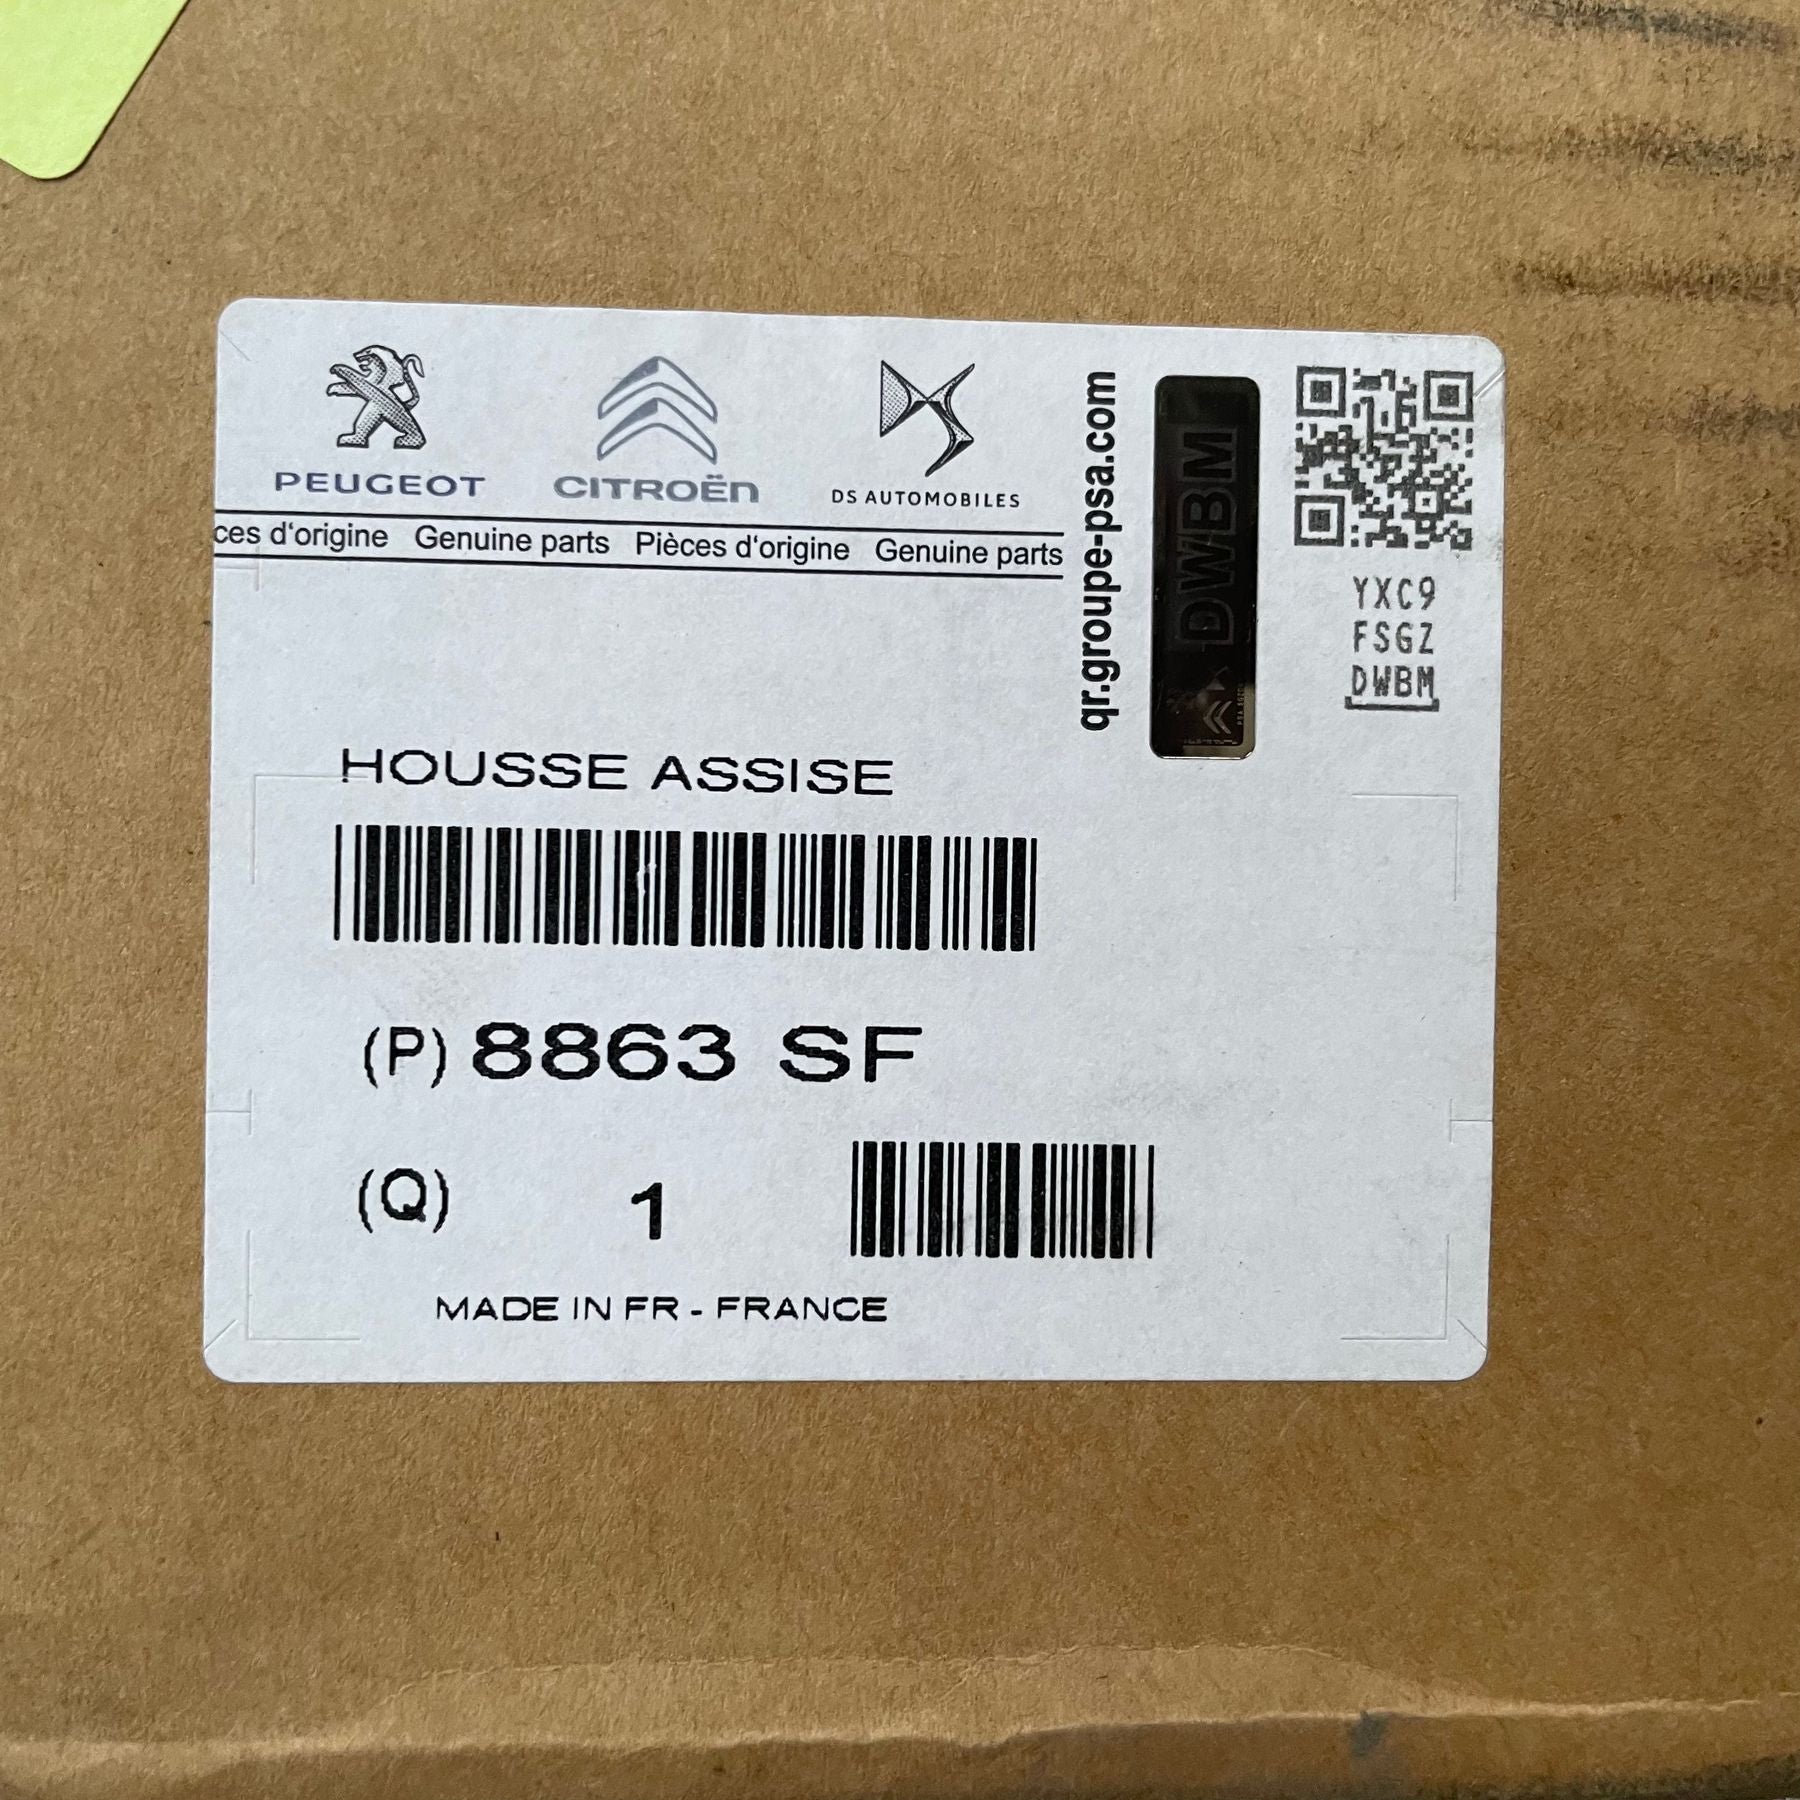 PEUGEOT CITROËN DS AUTOMOBILES
ces d'origine Genuine parts Pièces d'origine Genuine parts
qr.groupe-psa.com
DWBM
YXC9
FSGZ
DWBM
HOUSSE ASSISE
(P) 8863 SF
(Q) 1
MADE IN FR - FRANCE